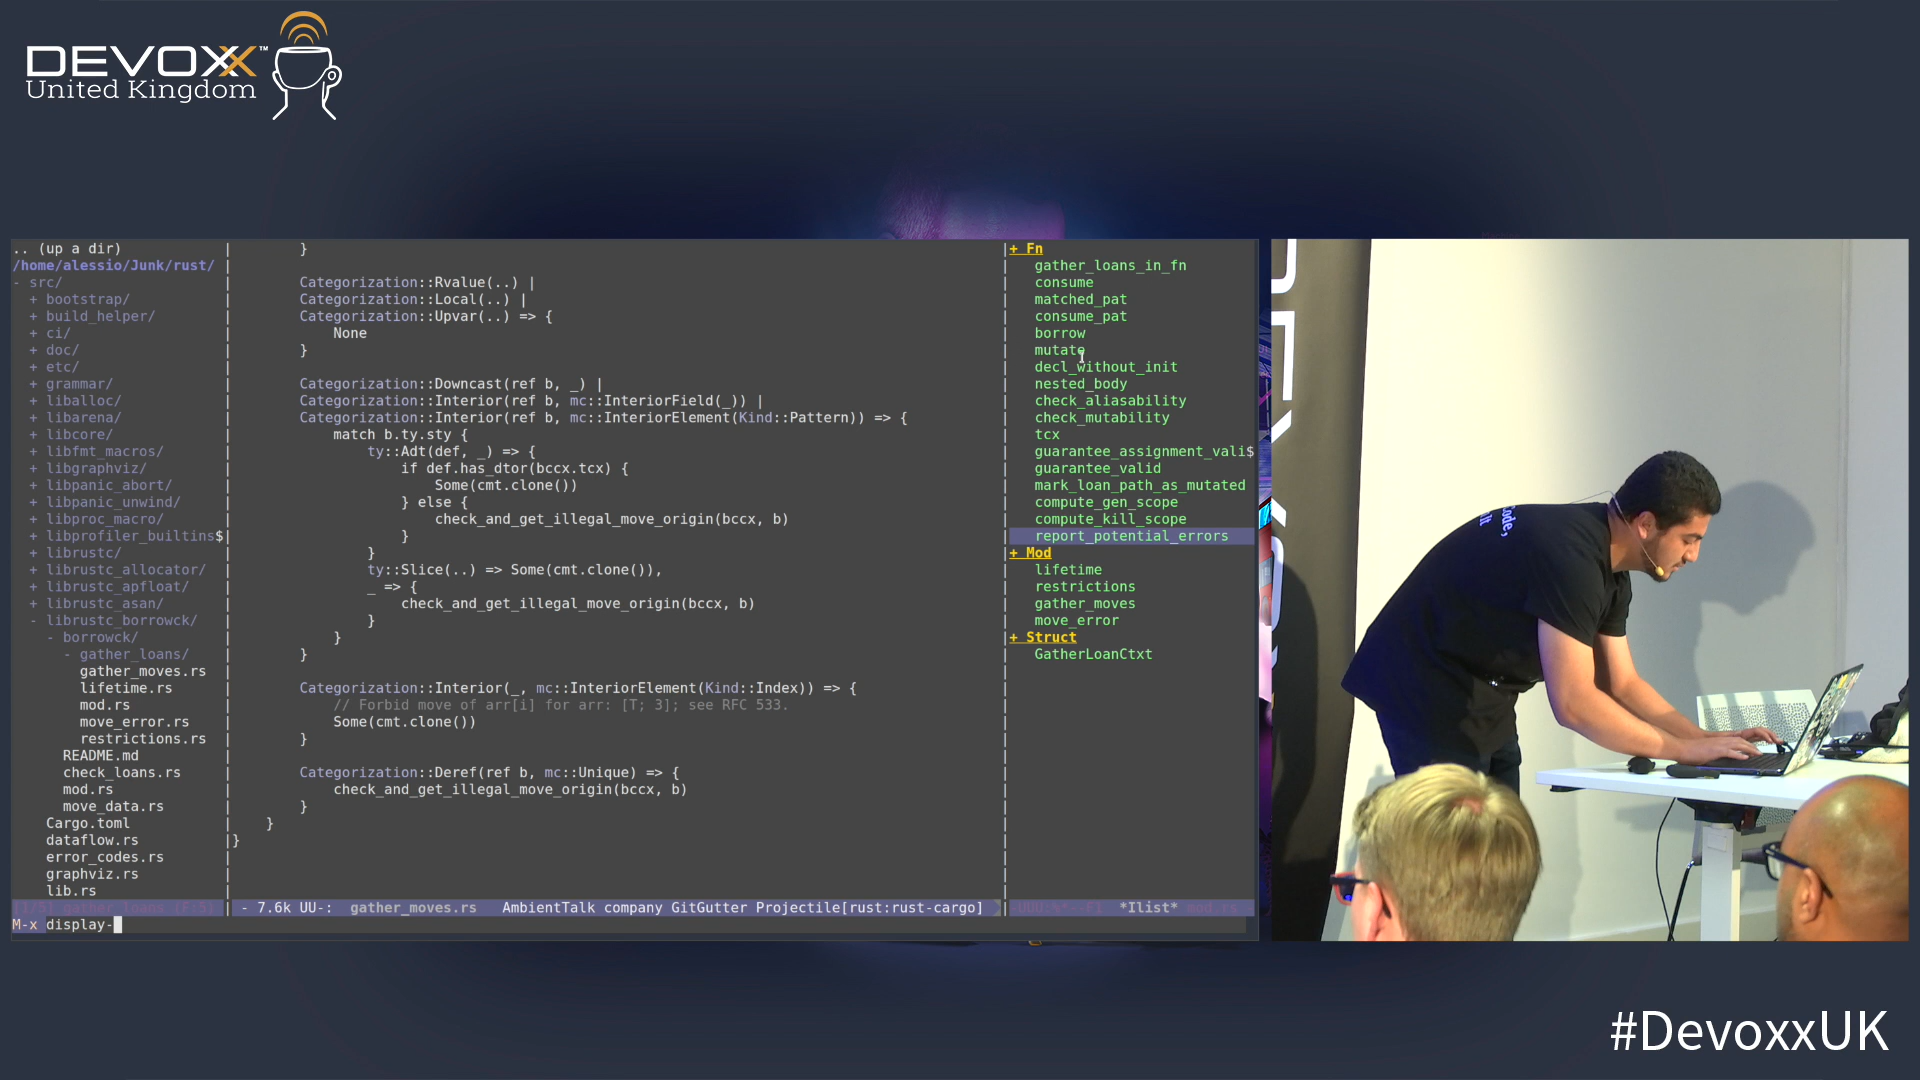 DEVOXX™
United Kingdom
.. (up a dir)
/home/alessio/Junk/rust/
- src/
+ bootstrap/
+ build_helper/
+ ci/
+ doc/
+ etc/
+ grammar/
+ liballoc/
+ libarena/
+ libcore/
+ libfmt_macros/
+ libgraphviz/
+ libpanic_abort/
+ libpanic_unwind/
+ libproc_macro/
+ libprofiler_builtins$
+ librustc/
+ librustc_allocator/
+ librustc_apfloat/
+ librustc_asan/
- librustc_borrowck/
- borrowck/
- gather_loans/
gather_moves.rs
lifetime.rs
mod.rs
move_error.rs
restrictions.rs
README.md
check_loans.rs
mod.rs
move_data.rs
Cargo.toml
dataflow.rs
error_codes.rs
graphviz.rs
lib.rs
}
Categorization::Rvalue(..) |
Categorization::Local(..) |
Categorization::Upvar(..) => {
None
}
Categorization::Downcast(ref b, _) |
Categorization::Interior(ref b, mc::InteriorField(_)) |
Categorization::Interior(ref b, mc::InteriorElement(Kind::Pattern)) => {
match b.ty.sty {
ty::Adt(def, _) => {
if def.has_dtor(bccx.tcx) {
Some(cmt.clone())
} else {
check_and_get_illegal_move_origin(bccx, b)
}
}
ty::Slice(..) => Some(cmt.clone()),
_ => {
check_and_get_illegal_move_origin(bccx, b)
}
}
}
Categorization::Interior(_, mc::InteriorElement(Kind::Index)) => {
// Forbid move of arr[i] for arr: [T; 3]; see RFC 533.
Some(cmt.clone())
}
Categorization::Deref(ref b, mc::Unique) => {
check_and_get_illegal_move_origin(bccx, b)
}
}
}
+ Fn
gather_loans_in_fn
consume
matched_pat
consume_pat
borrow
mutate
decl_without_init
nested_body
check_aliasability
check_mutability
tcx
guarantee_assignment_vali$
guarantee_valid
mark_loan_path_as_mutated
compute_gen_scope
compute_kill_scope
report_potential_errors
+ Mod
lifetime
restrictions
gather_moves
move_error
+ Struct
GatherLoanCtxt
[1/5] gather_loans (F:5)
- 7.6k UU-: gather_moves.rs AmbientTalk company GitGutter Projectile[rust:rust-cargo]
*Ilist* mod.rs
M-x display-
#DevoxxUK